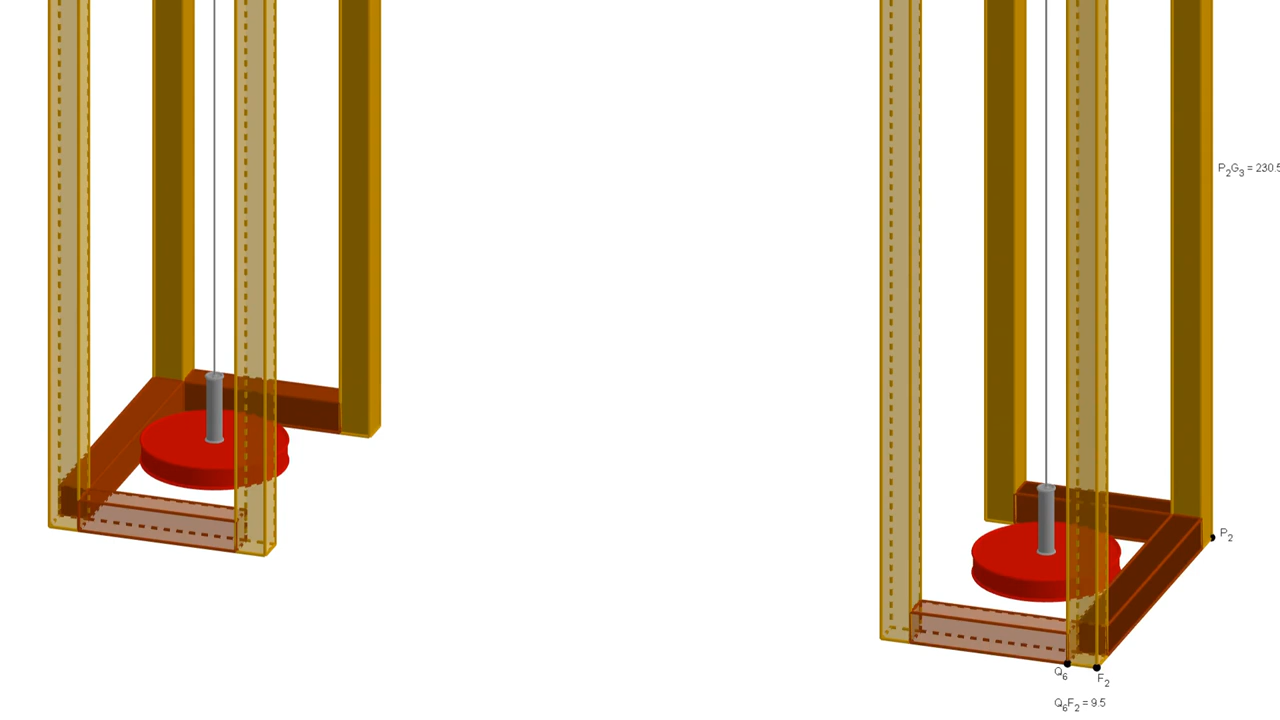 P₂G₃ = 230.5
P₂
Q₆
F₂
Q₆F₂ = 9.5